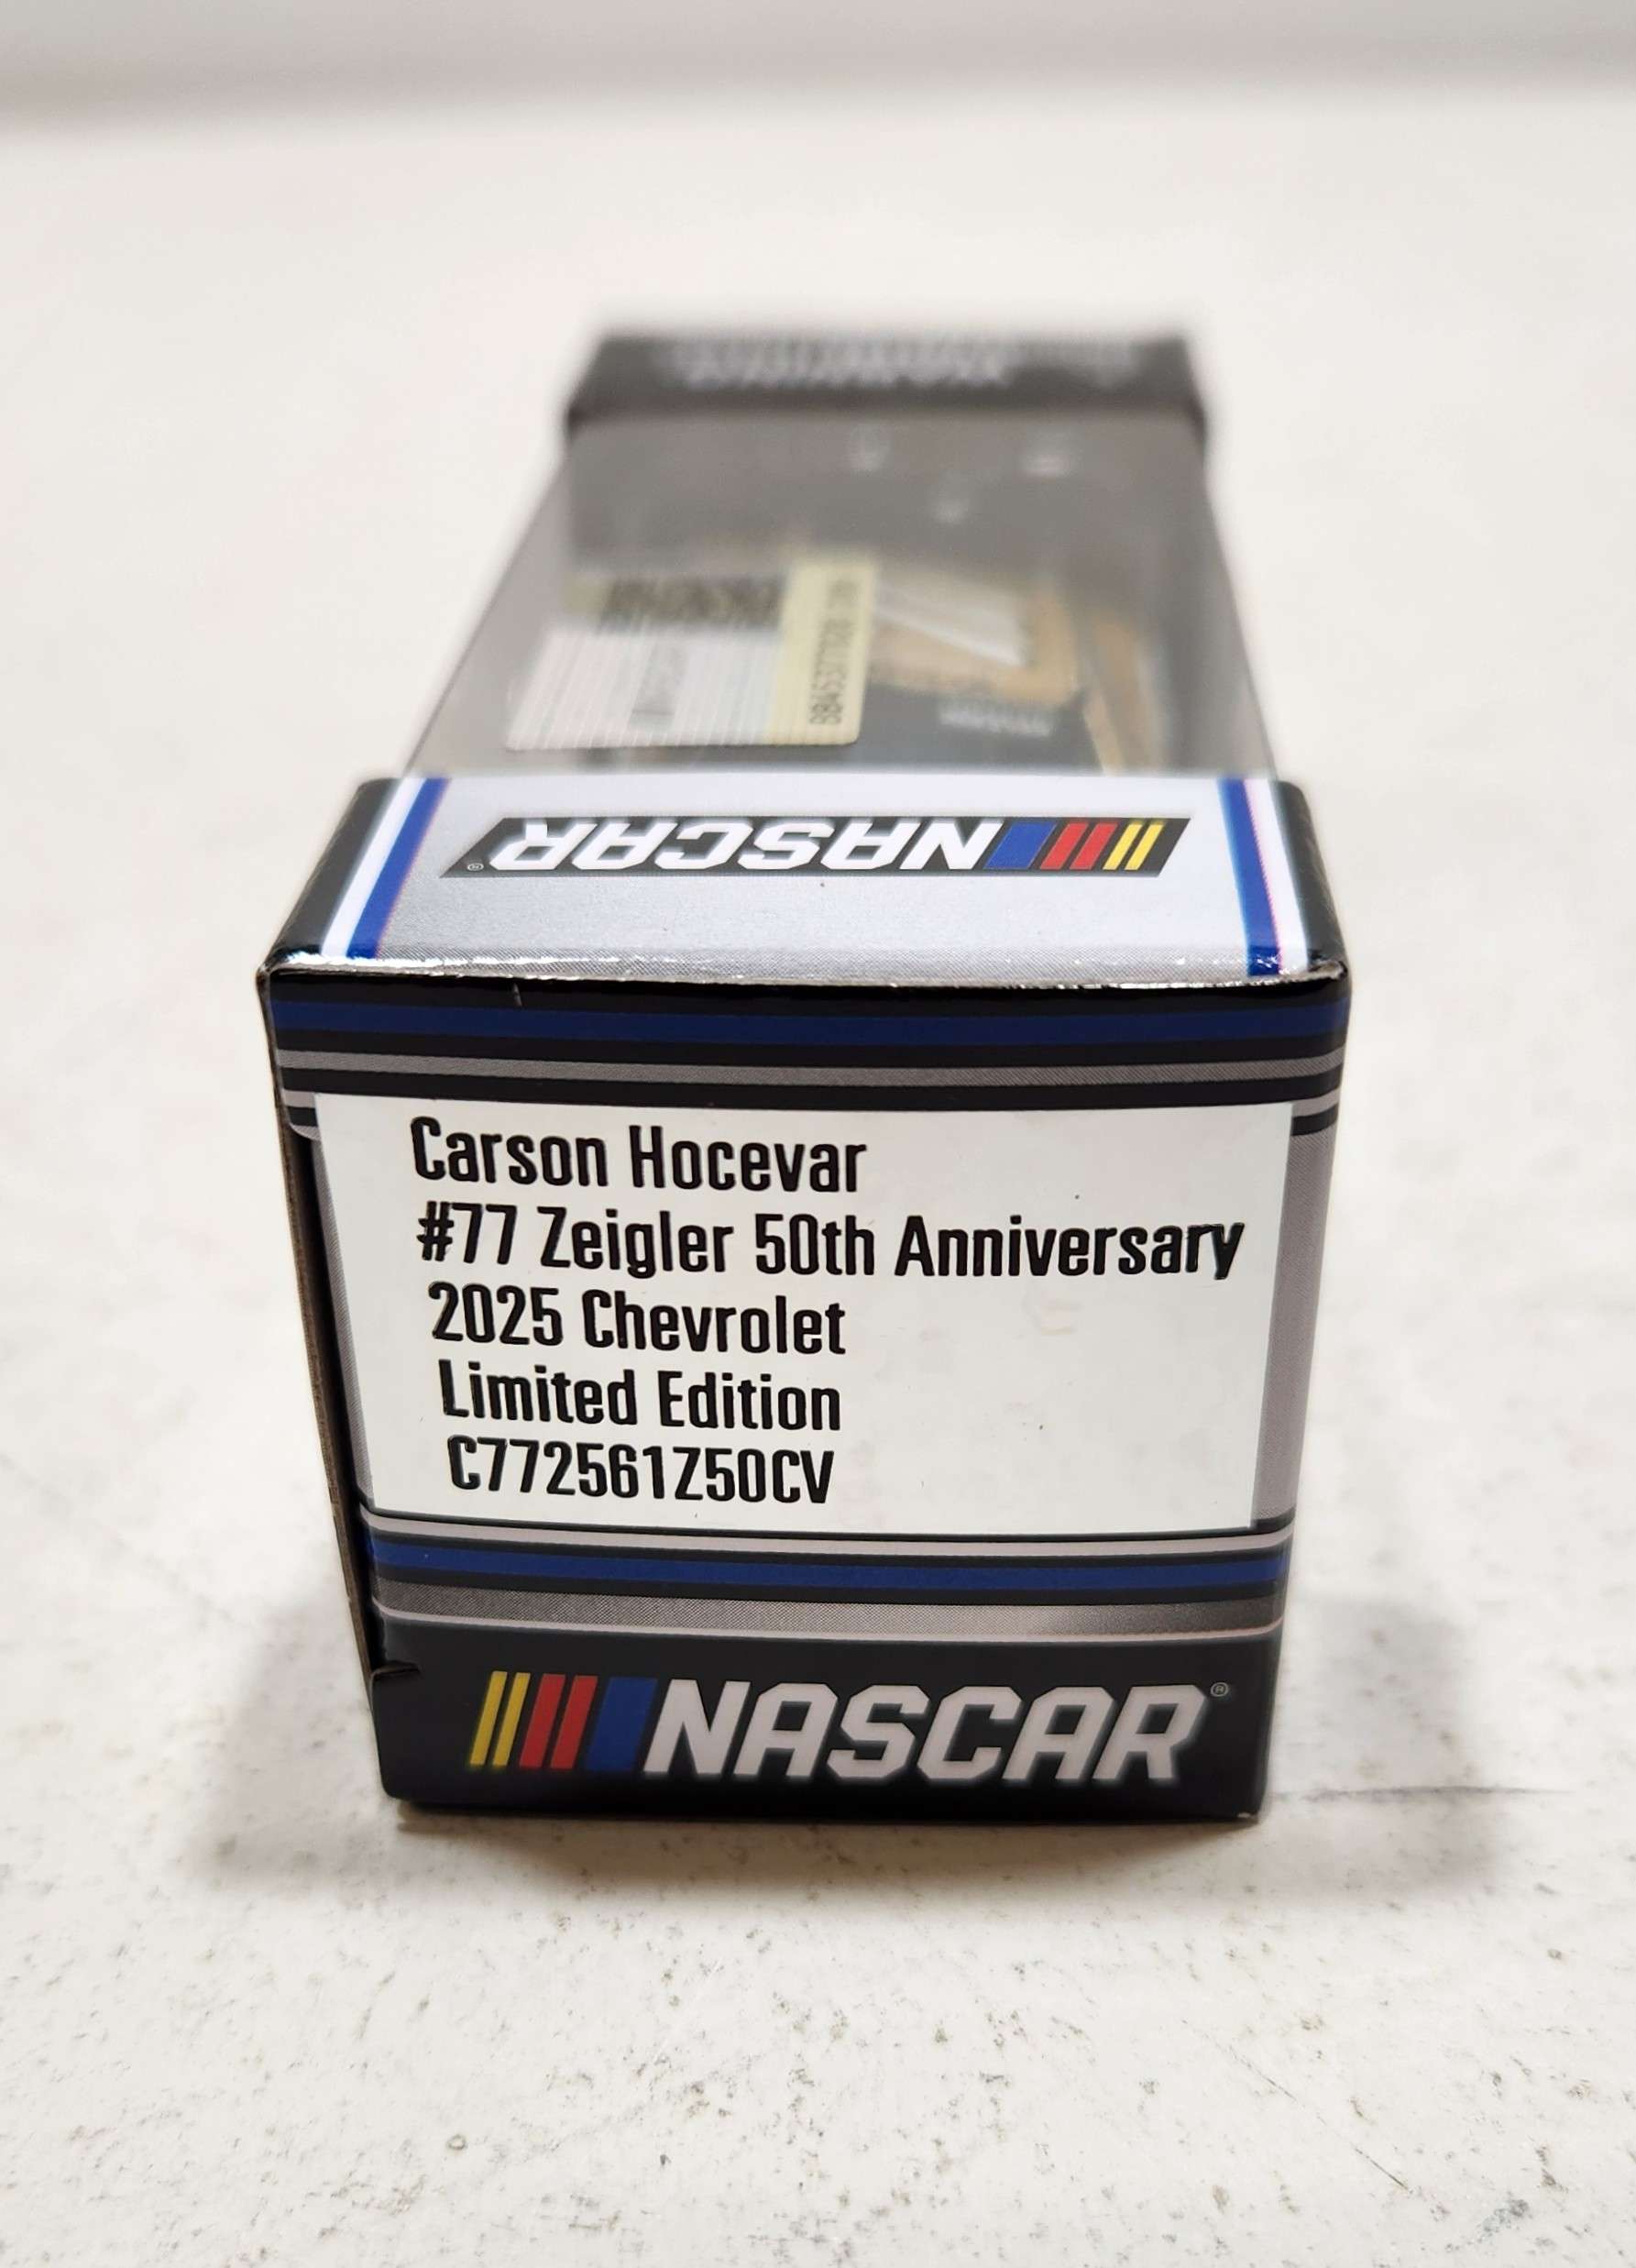 NASCAR
Carson Hocevar
#77 Zeigler 50th Anniversary
2025 Chevrolet
Limited Edition
C772561Z50CV
NASCAR